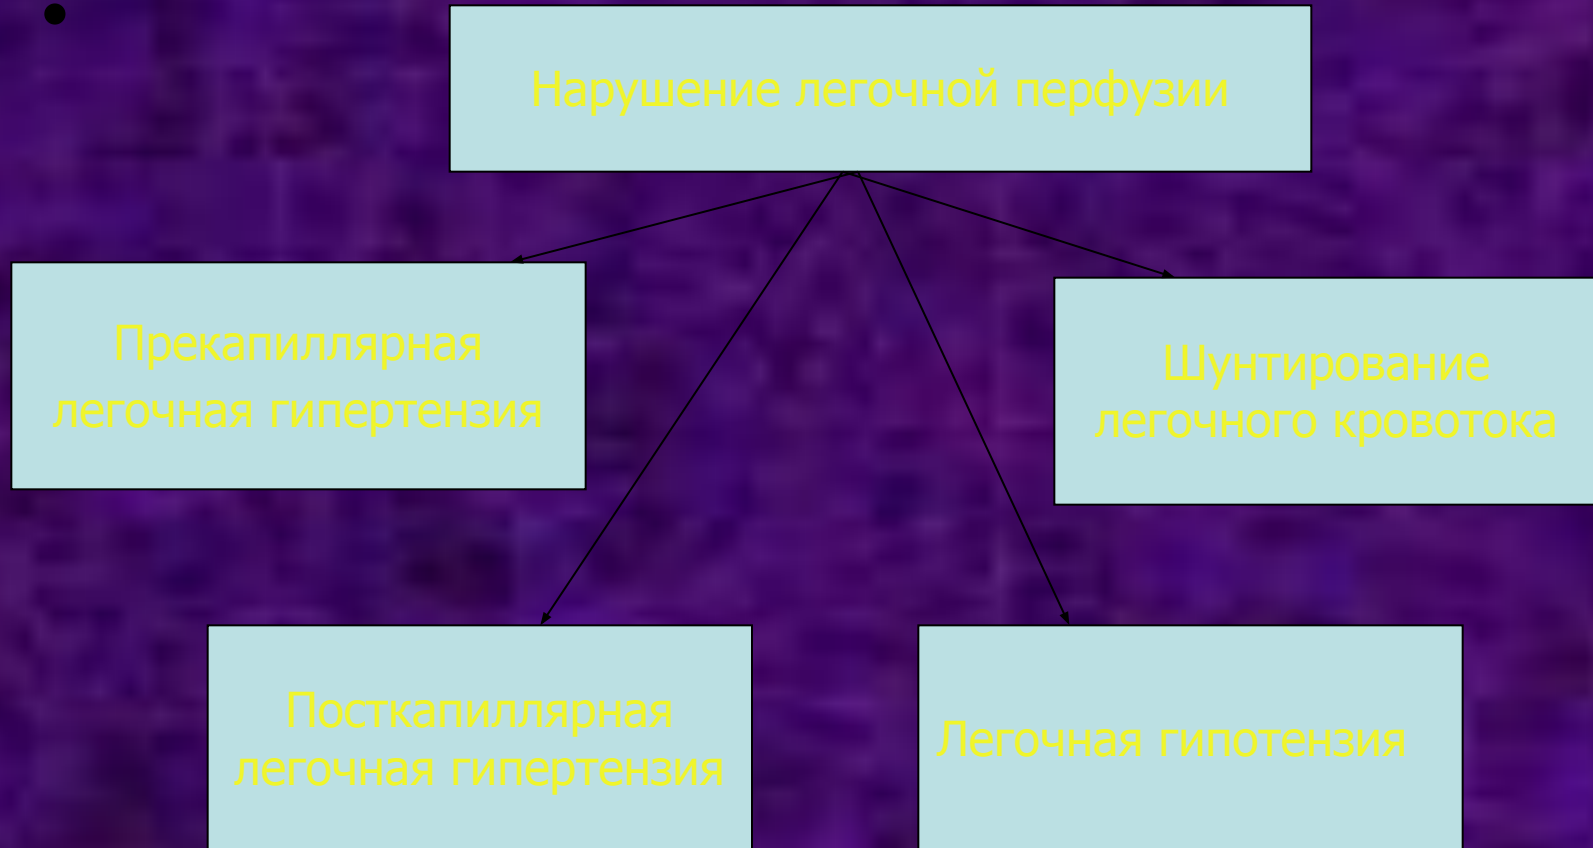 Нарушение легочной перфузии
Прекапиллярная
легочная гипертензия
Шунтирование
легочного кровотока
Посткапиллярная
легочная гипертензия
Легочная гипотензия